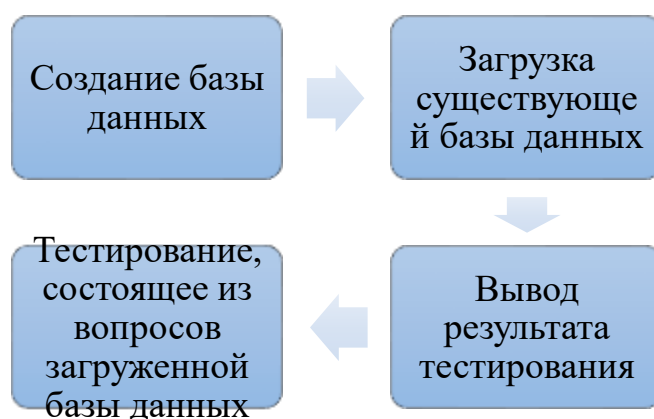 Создание базы
данных
Загрузка
существующе
й базы данных
Вывод
результата
тестирования
Тестирование,
состоящее из
вопросов
загруженной
базы данных